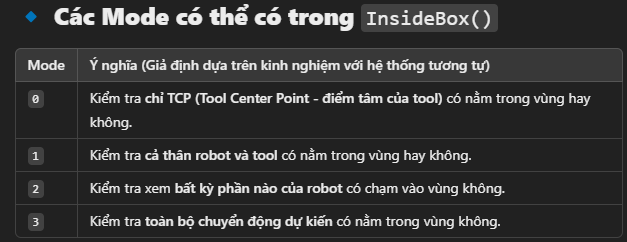 Các Mode có thể có trong InsideBox()
Mode Ý nghĩa (Giả định dựa trên kinh nghiệm với hệ thống tương tự)
0 Kiểm tra chỉ TCP (Tool Center Point - điểm tâm của tool) có nằm trong vùng hay
không.
1 Kiểm tra cả thân robot và tool có nằm trong vùng hay không.
2 Kiểm tra xem bất kỳ phần nào của robot có chạm vào vùng không.
3 Kiểm tra toàn bộ chuyển động dự kiến có nằm trong vùng không.